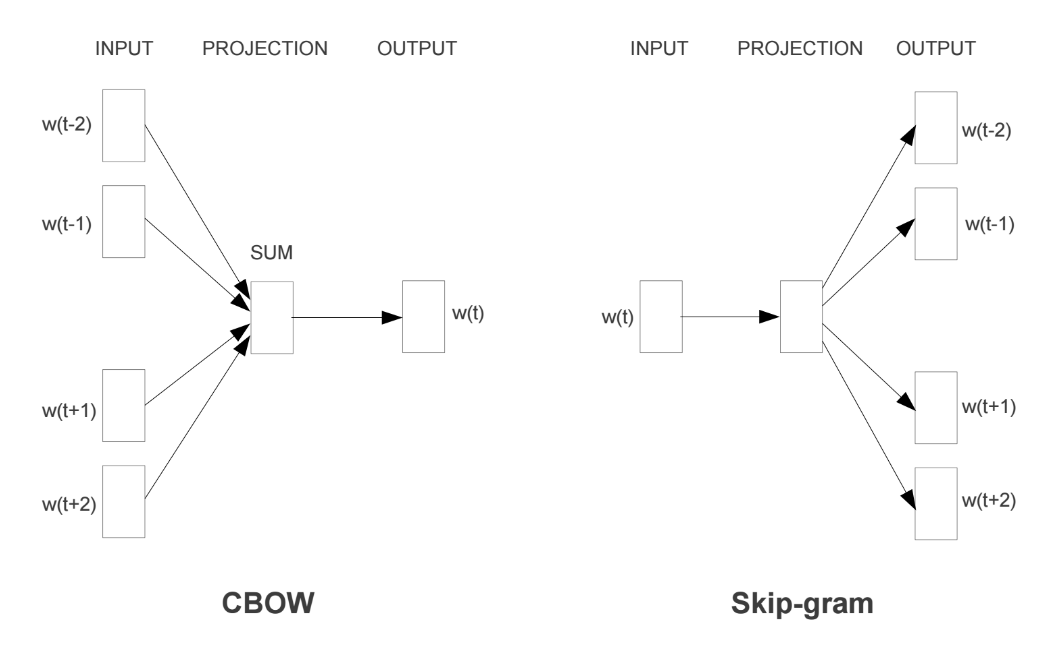 INPUT PROJECTION OUTPUT
w(t-2)
w(t-1)
SUM
w(t)
w(t+1)
w(t+2)
CBOW
INPUT PROJECTION OUTPUT
w(t-2)
w(t-1)
w(t)
w(t+1)
w(t+2)
Skip-gram